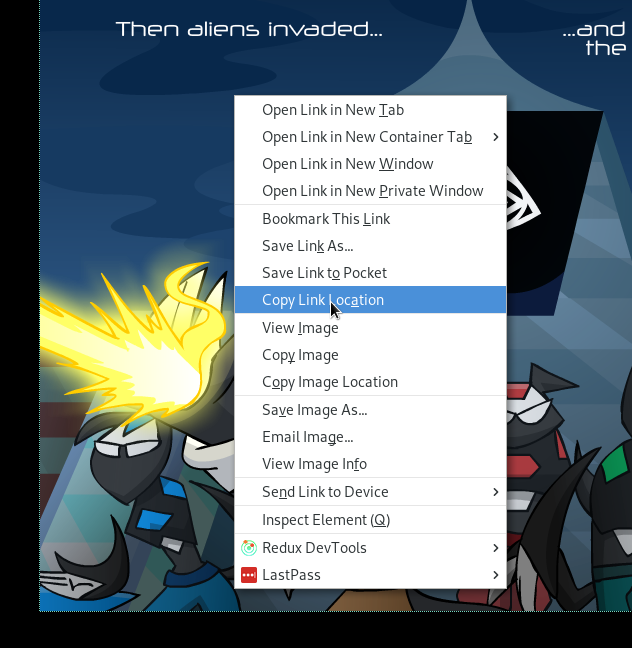 Then aliens invaded...
...and
the
Open Link in New Tab
Open Link in New Container Tab
Open Link in New Window
Open Link in New Private Window
Bookmark This Link
Save Link As...
Save Link to Pocket
Copy Link Location
View Image
Copy Image
Copy Image Location
Save Image As...
Email Image...
View Image Info
Send Link to Device
Inspect Element (Q)
Redux DevTools
LastPass